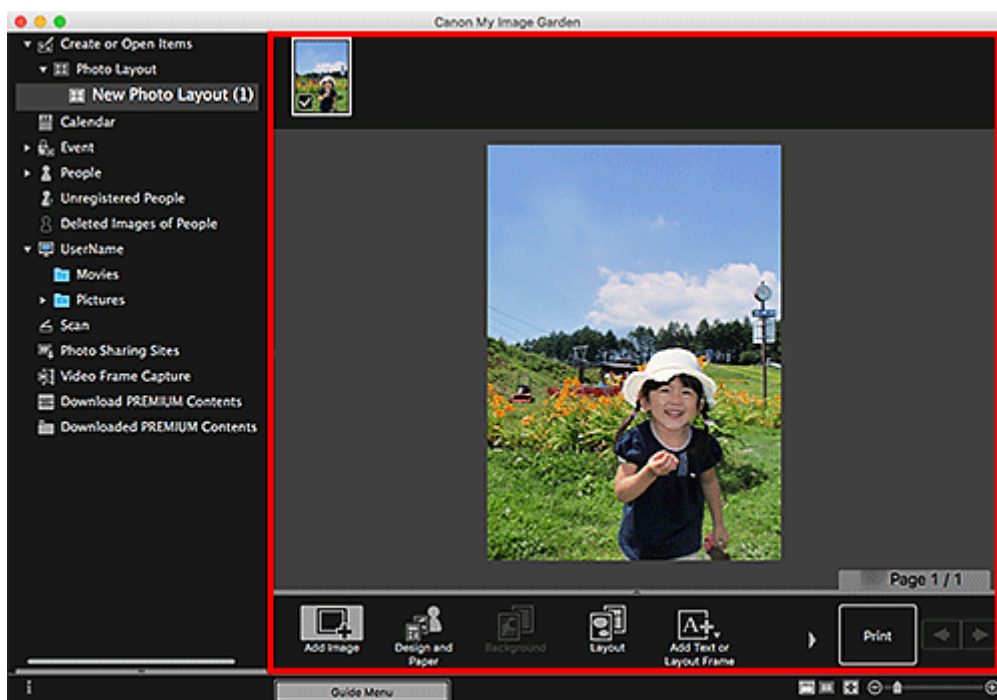 Canon My Image Garden
Create or Open Items
Photo Layout
New Photo Layout (1)
Calendar
Event
People
Unregistered People
Deleted Images of People
UserName
Movies
Pictures
Scan
Photo Sharing Sites
Video Frame Capture
Download PREMIUM Contents
Downloaded PREMIUM Contents
Page 1 / 1
Add Image
Design and
Paper
Background
Layout
Add Text or
Layout Frame
Print
Guide Menu